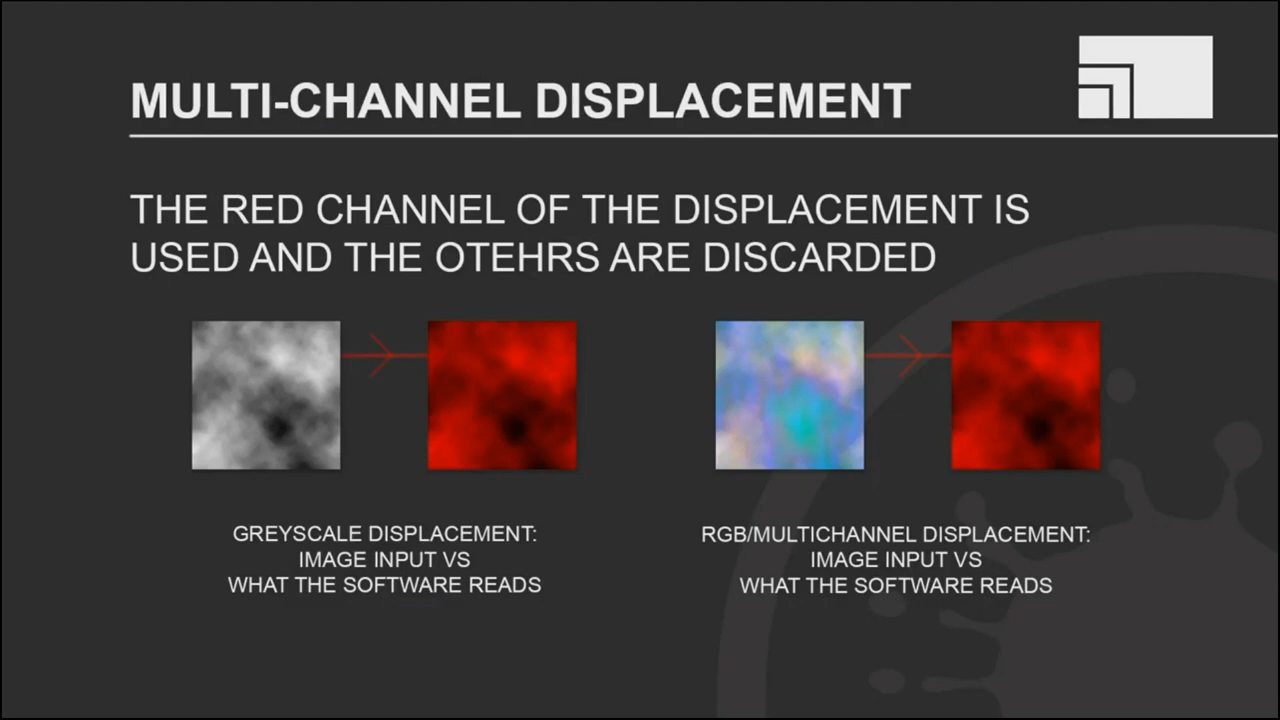 MULTI-CHANNEL DISPLACEMENT
THE RED CHANNEL OF THE DISPLACEMENT IS
USED AND THE OTEHRS ARE DISCARDED
GREYSCALE DISPLACEMENT:
IMAGE INPUT VS
WHAT THE SOFTWARE READS
RGB/MULTICHANNEL DISPLACEMENT:
IMAGE INPUT VS
WHAT THE SOFTWARE READS